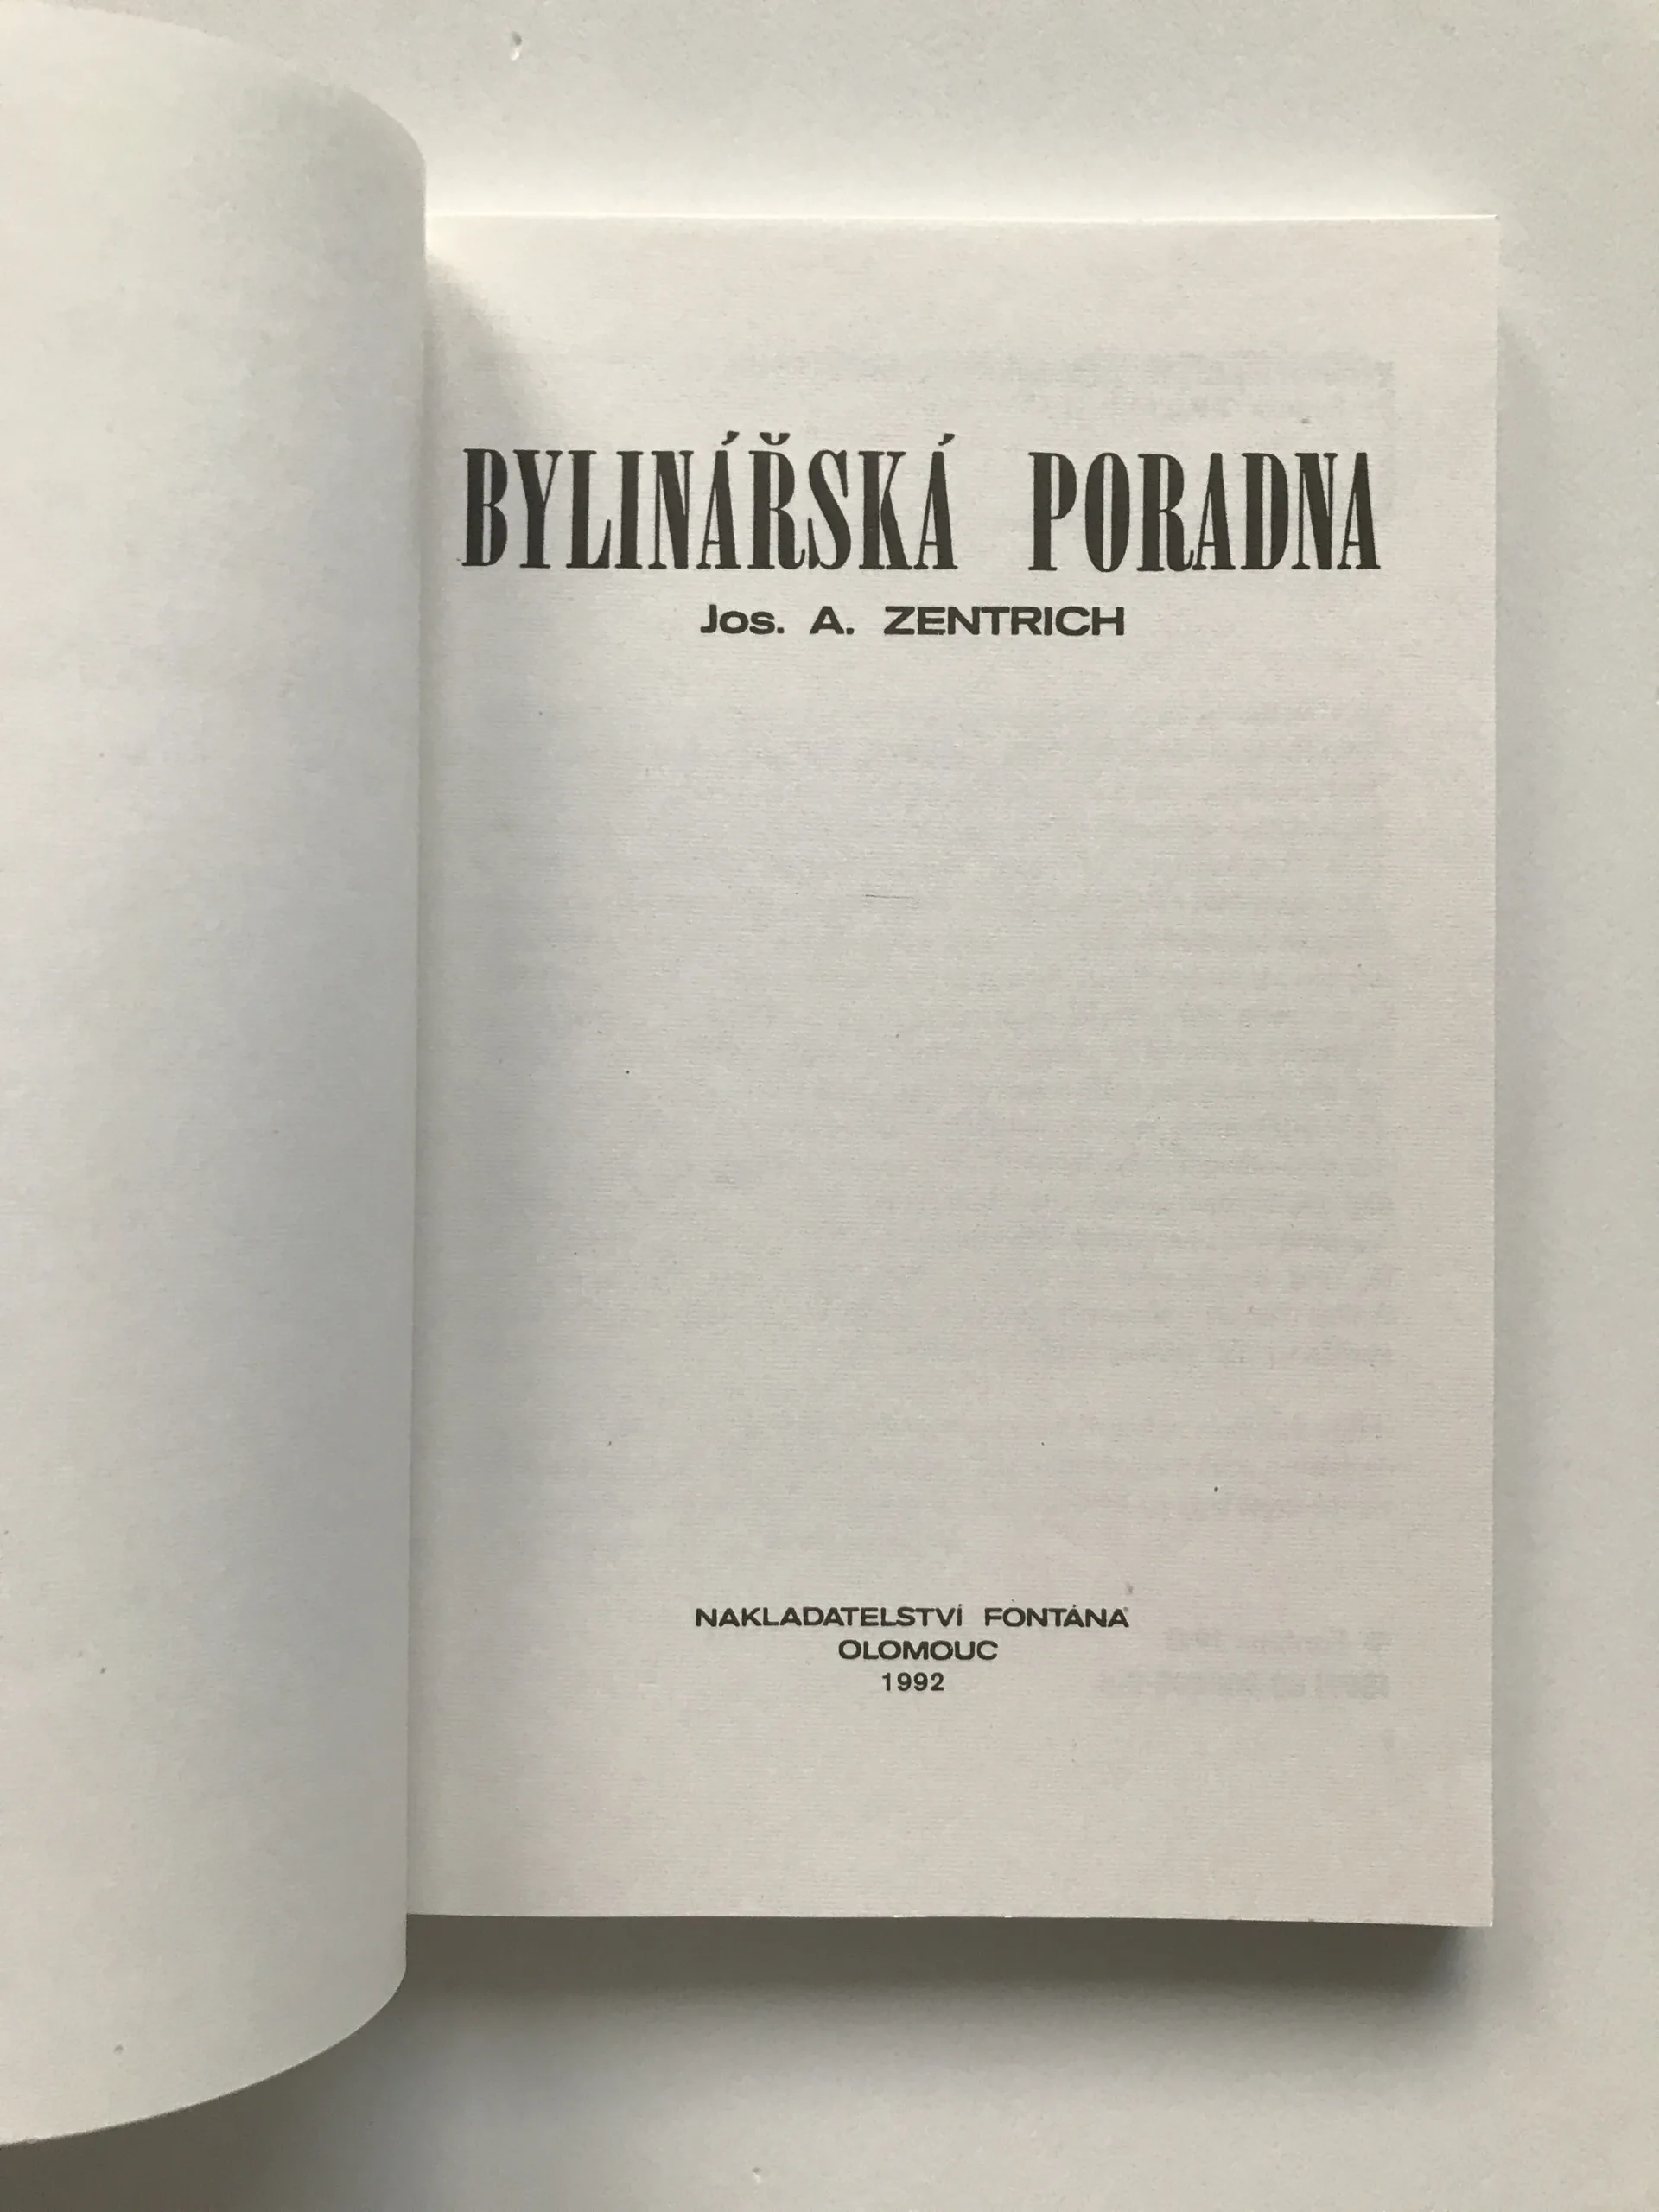 BYLINÁŘSKÁ PORADNA
Jos. A. ZENTRICH
NAKLADATELSTVÍ FONTÁNA
OLOMOUC
1992